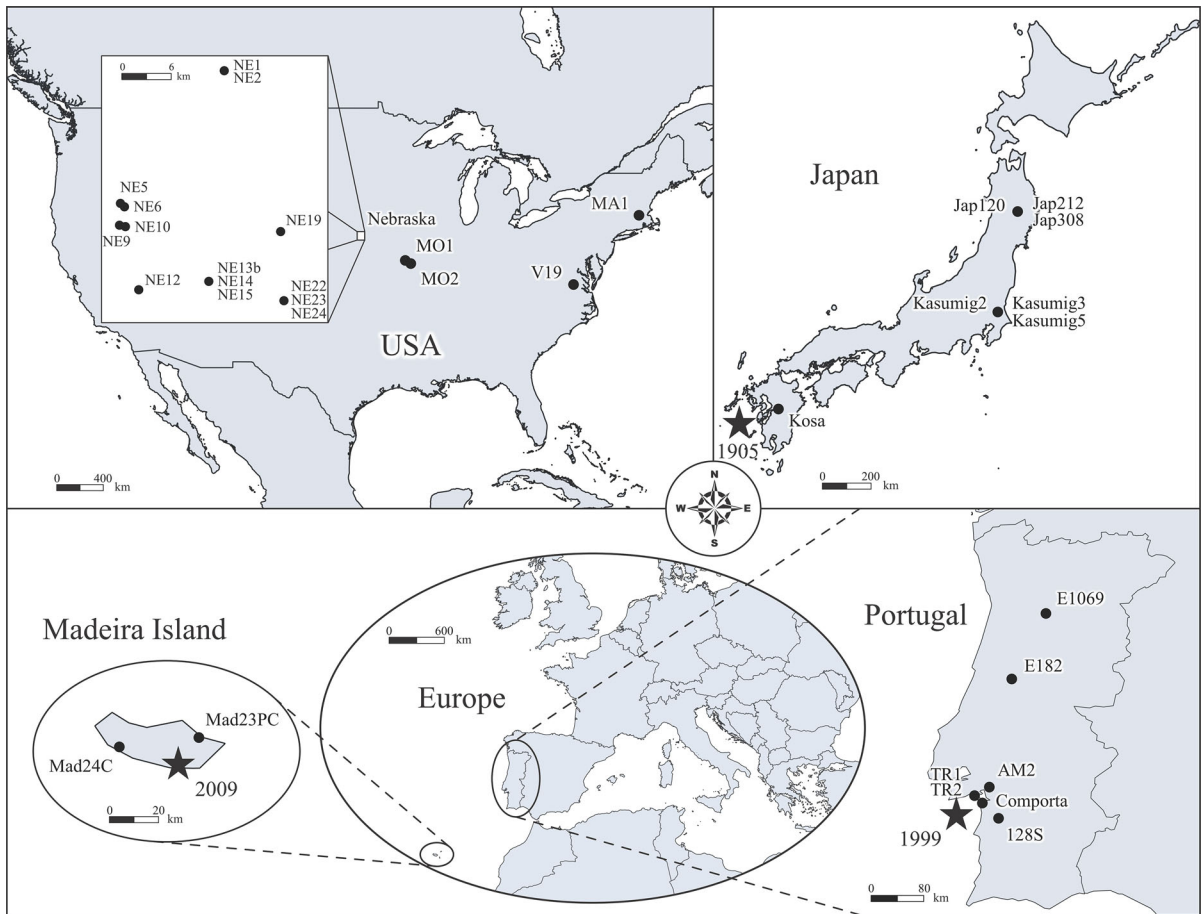 0 6
km
NE1
NE2
NE5
NE6
NE10
NE9
NE19
NE12
NE13b
NE14
NE15
NE22
NE23
NE24
Nebraska
MO1
MO2
MA1
V19
USA
0 400
km
Japan
Jap120
Jap212
Jap308
Kasumig2
Kasumig3
Kasumig5
Kosa
1905
0 200
km
N
W E
S
Madeira Island
Mad23PC
Mad24C
2009
0 20
km
0 600
km
Europe
Portugal
E1069
E182
TR1
TR2
AM2
Comporta
128S
1999
0 80
km